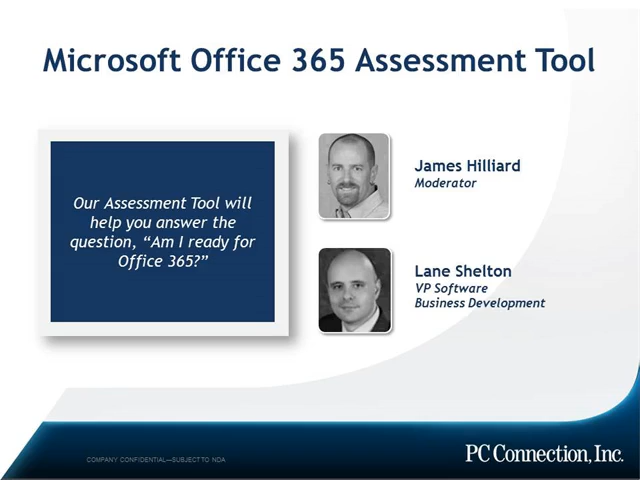 Microsoft Office 365 Assessment Tool
Our Assessment Tool will
help you answer the
question, “Am I ready for
Office 365?”
James Hilliard
Moderator
Lane Shelton
VP Software
Business Development
COMPANY CONFIDENTIAL—SUBJECT TO NDA
PC Connection, Inc.